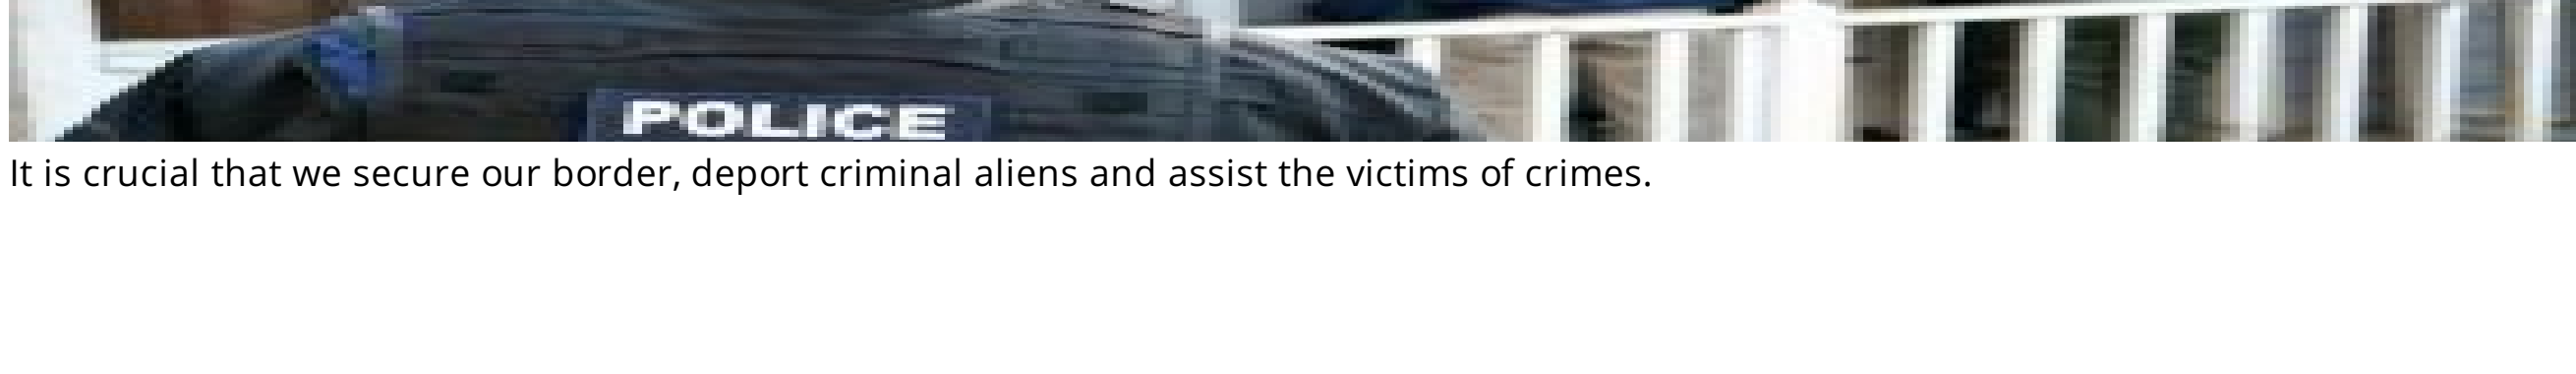 POLICE
It is crucial that we secure our border, deport criminal aliens and assist the victims of crimes.